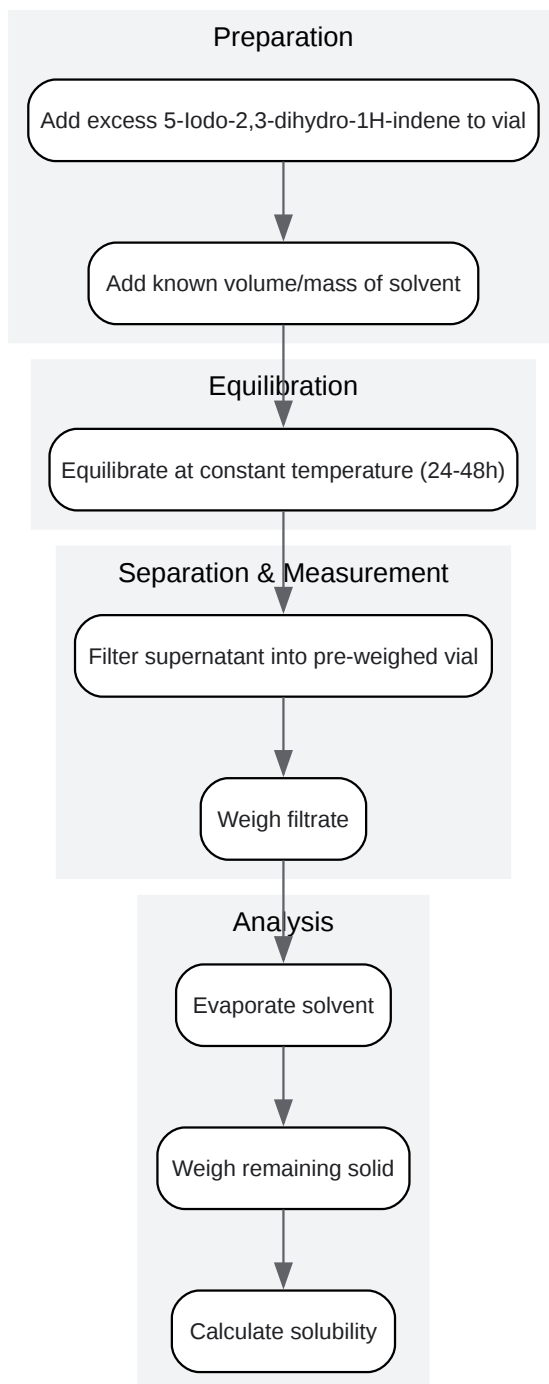 Preparation
Add excess 5-Iodo-2,3-dihydro-1H-indene to vial
Add known volume/mass of solvent
Equilibration
Equilibrate at constant temperature (24-48h)
Separation & Measurement
Filter supernatant into pre-weighed vial
Weigh filtrate
Analysis
Evaporate solvent
Weigh remaining solid
Calculate solubility